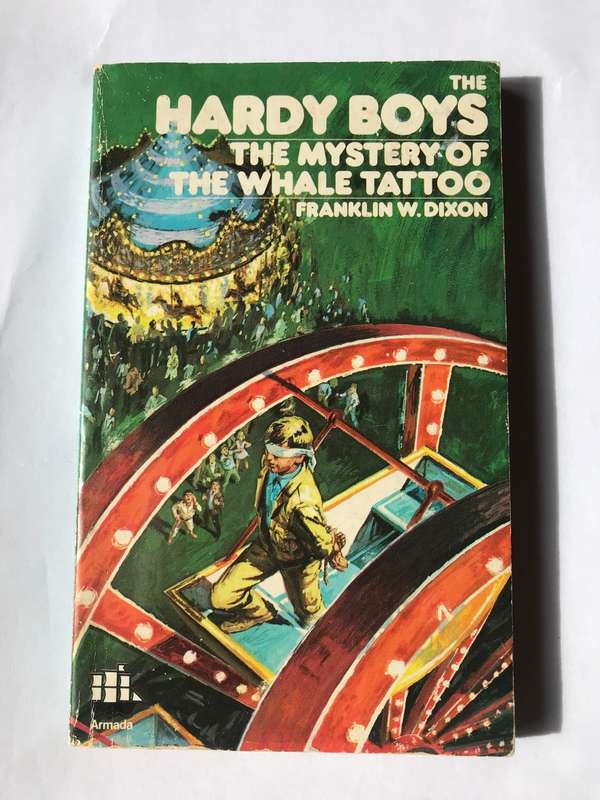 THE
HARDY BOYS
THE MYSTERY OF
THE WHALE TATTOO
FRANKLIN W. DIXON
Armada